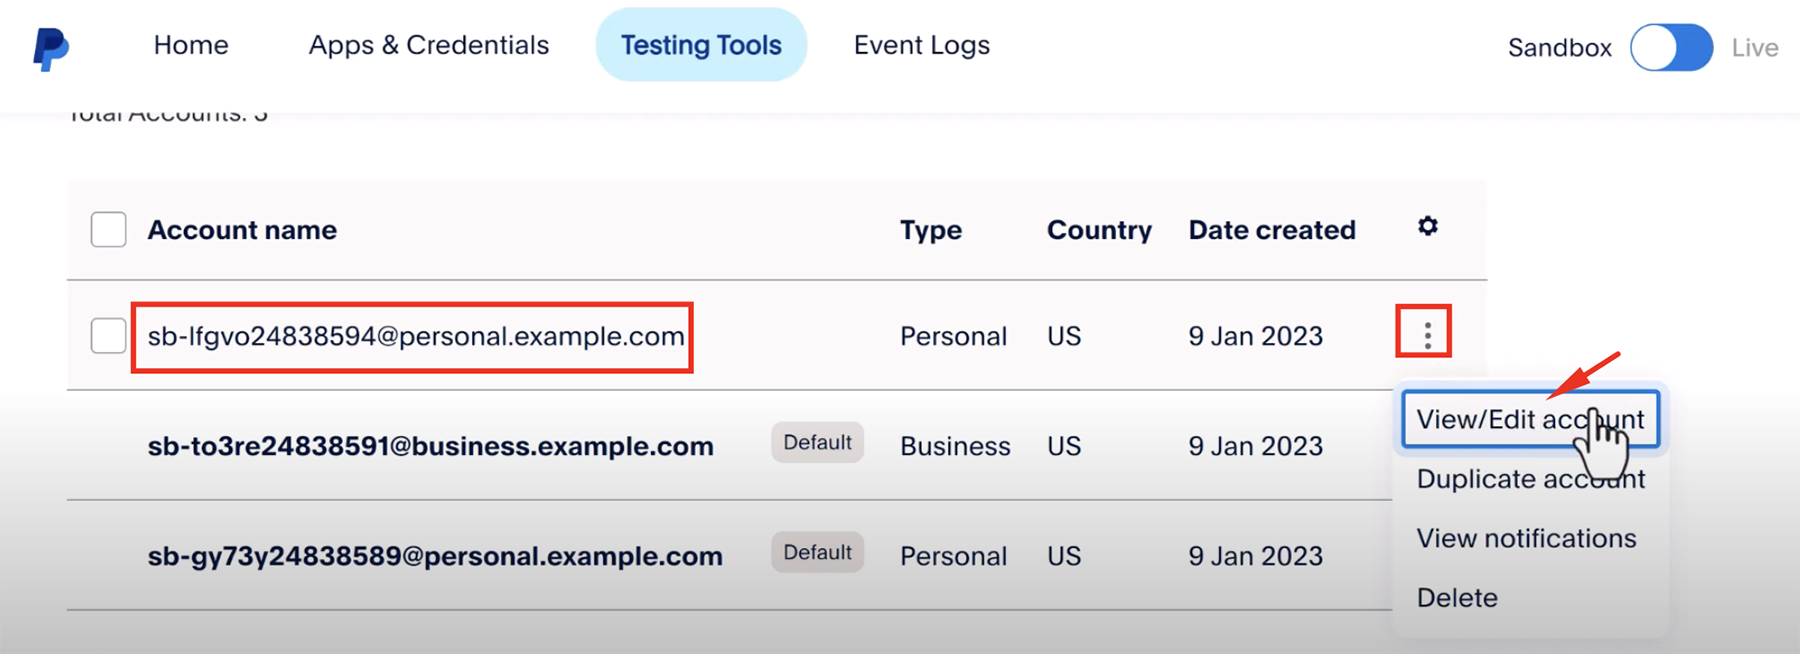 Home Apps & Credentials Testing Tools Event Logs Sandbox Live
Total Accounts: 3
Account name Type Country Date created
sb-lfgvo24838594@personal.example.com Personal US 9 Jan 2023
View/Edit account
sb-to3re24838591@business.example.com Default Business US 9 Jan 2023
Duplicate account
View notifications
sb-gy73y24838589@personal.example.com Default Personal US 9 Jan 2023
Delete